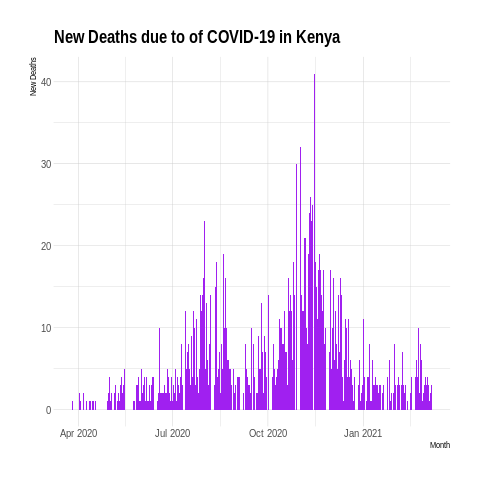 New Deaths due to of COVID-19 in Kenya
New Deaths
40
30
20
10
0
Apr 2020 Jul 2020 Oct 2020 Jan 2021
Month